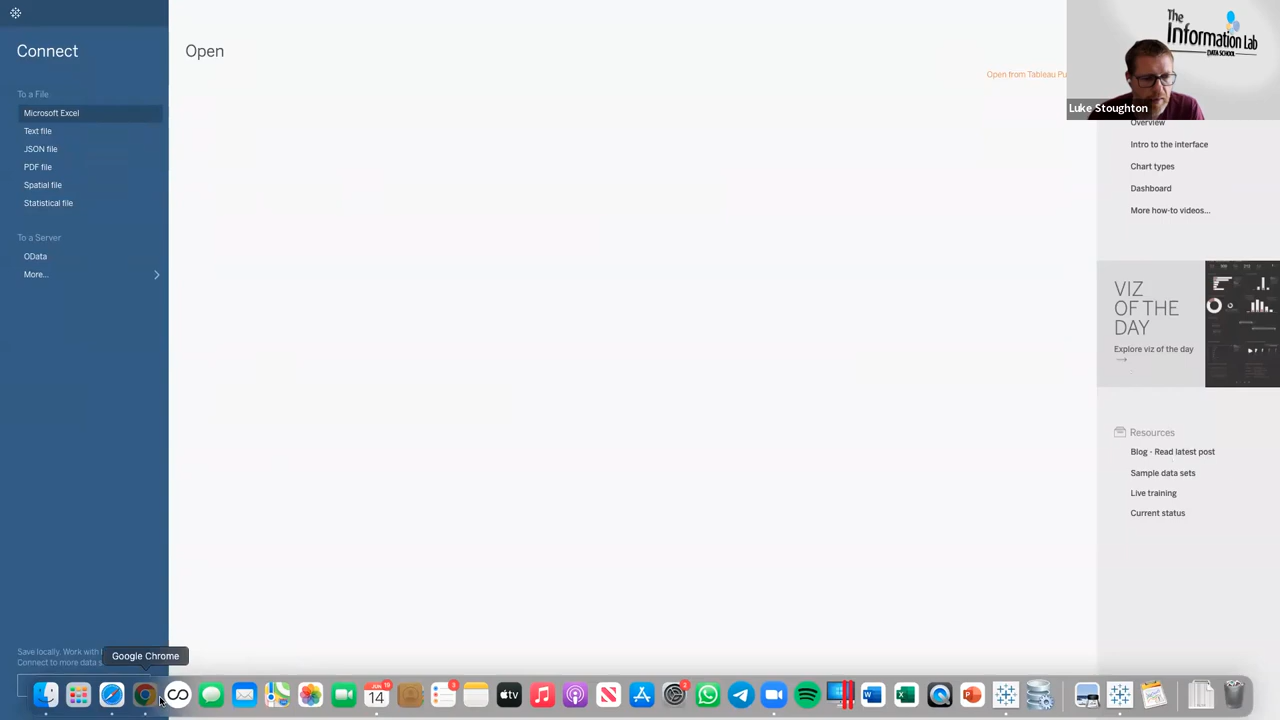 Connect
To a File
Microsoft Excel
Text file
JSON file
PDF file
Spatial file
Statistical file
To a Server
OData
More...
Save locally. Work with
Connect to more data s
Open
Open from Tableau Pu
The
Information Lab
DATA SCHOOL
Luke Stoughton
Overview
Intro to the interface
Chart types
Dashboard
More how-to videos...
VIZ
OF THE
DAY
Explore viz of the day
Resources
Blog - Read latest post
Sample data sets
Live training
Current status
Google Chrome
JUN
14
tv